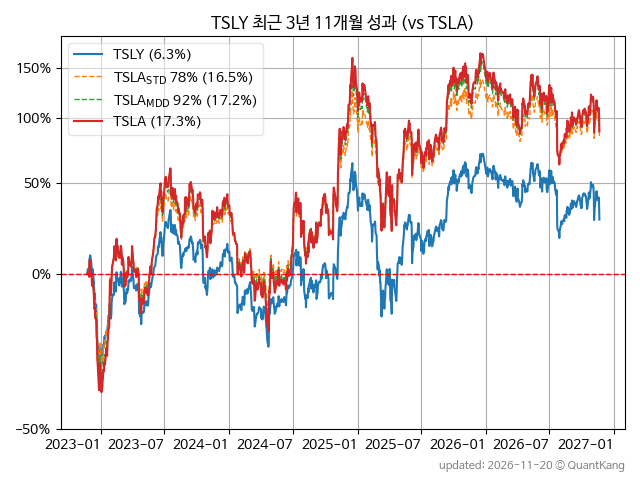 TSLY 최근 3년 11개월 성과 (vs TSLA)
TSLY (6.3%)
TSLA_STD 78% (16.5%)
TSLA_MDD 92% (17.2%)
TSLA (17.3%)
150%
100%
50%
0%
−50%
2023−01 2023−07 2024−01 2024−07 2025−01 2025−07 2026−01 2026−07 2027−01
updated: 2026-11-20 © QuantKang